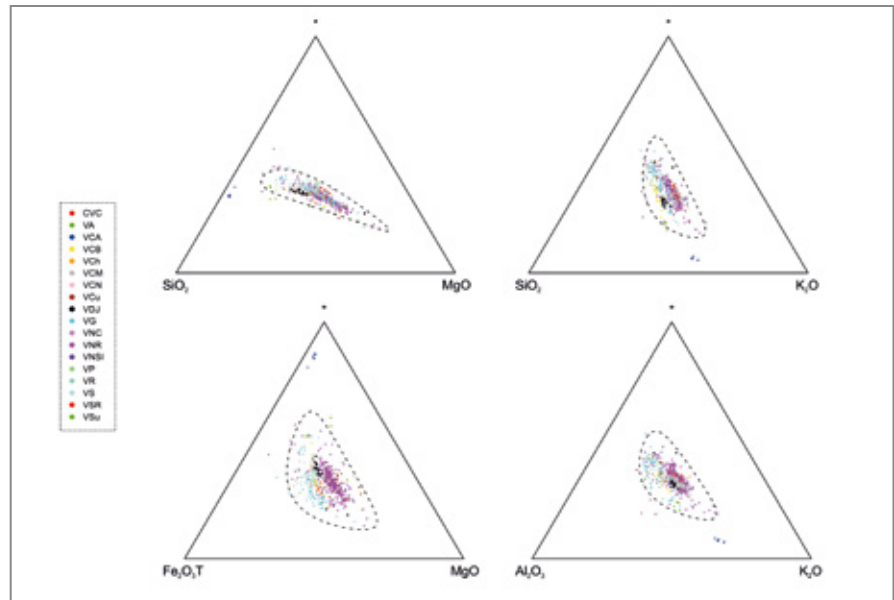 *
*
SiO₂
MgO
SiO₂
K₂O
CVC
VA
VCA
VCB
VCh
VCM
VCN
VCu
VDJ
VG
VNC
VNR
VNSI
VP
VR
VS
VSR
VSu
*
*
Fe₂O₃T
MgO
Al₂O₃
K₂O